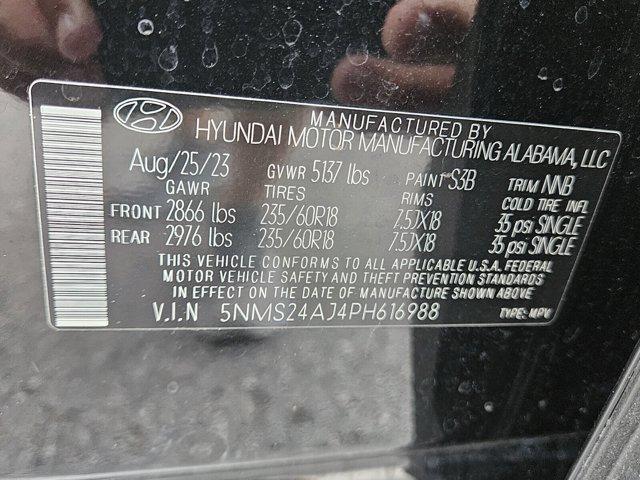 MANUFACTURED BY
HYUNDAI MOTOR MANUFACTURING ALABAMA, LLC
Aug/25/23 GVWR 5137 lbs PAINT S3B TRIM NNB
GAWR TIRES RIMS COLD TIRE INFL
FRONT 2866 lbs 235/60R18 7.5JX18 35 psi SINGLE
REAR 2976 lbs 235/60R18 7.5JX18 35 psi SINGLE
THIS VEHICLE CONFORMS TO ALL APPLICABLE U.S.A. FEDERAL
MOTOR VEHICLE SAFETY AND THEFT PREVENTION STANDARDS
IN EFFECT ON THE DATE OF MANUFACTURE SHOWN ABOVE
V.I.N 5NMS24AJ4PH616988 TYPE: MPV